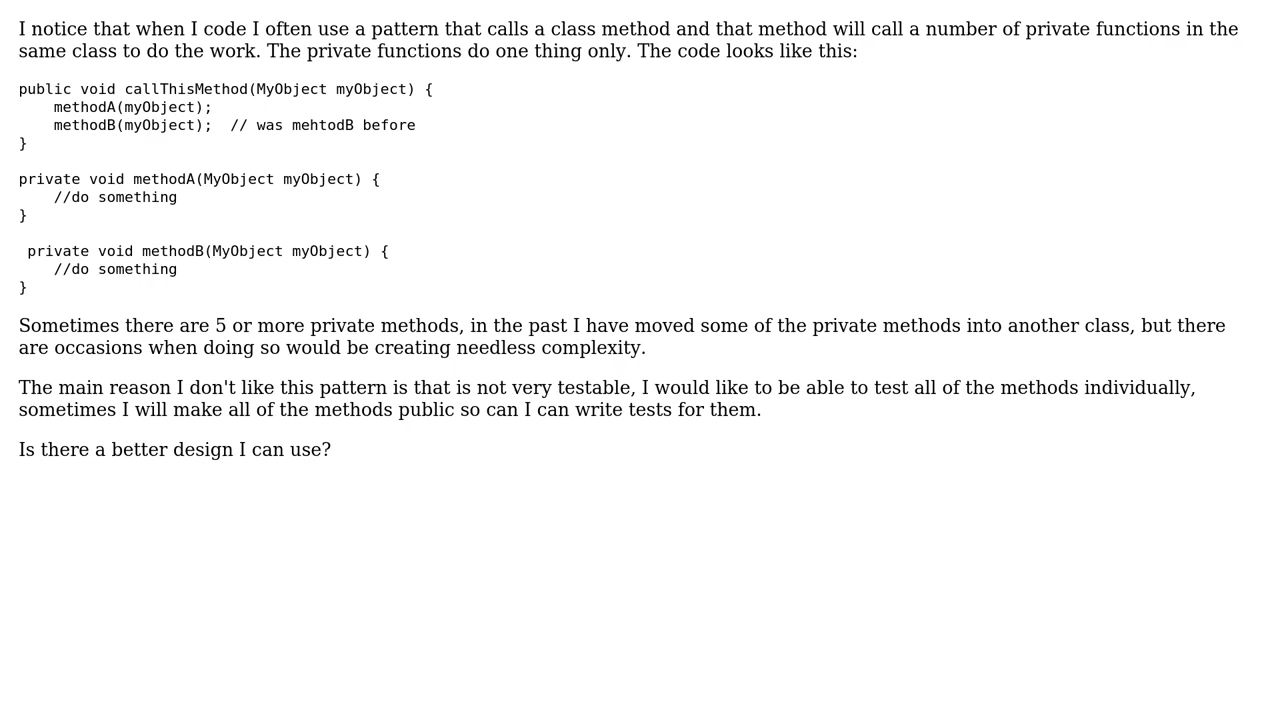 I notice that when I code I often use a pattern that calls a class method and that method will call a number of private functions in the
same class to do the work. The private functions do one thing only. The code looks like this:
public void callThisMethod(MyObject myObject) {
    methodA(myObject);
    methodB(myObject);  // was mehtodB before
}
private void methodA(MyObject myObject) {
    //do something
}
 private void methodB(MyObject myObject) {
    //do something
}
Sometimes there are 5 or more private methods, in the past I have moved some of the private methods into another class, but there
are occasions when doing so would be creating needless complexity.
The main reason I don't like this pattern is that is not very testable, I would like to be able to test all of the methods individually,
sometimes I will make all of the methods public so can I can write tests for them.
Is there a better design I can use?